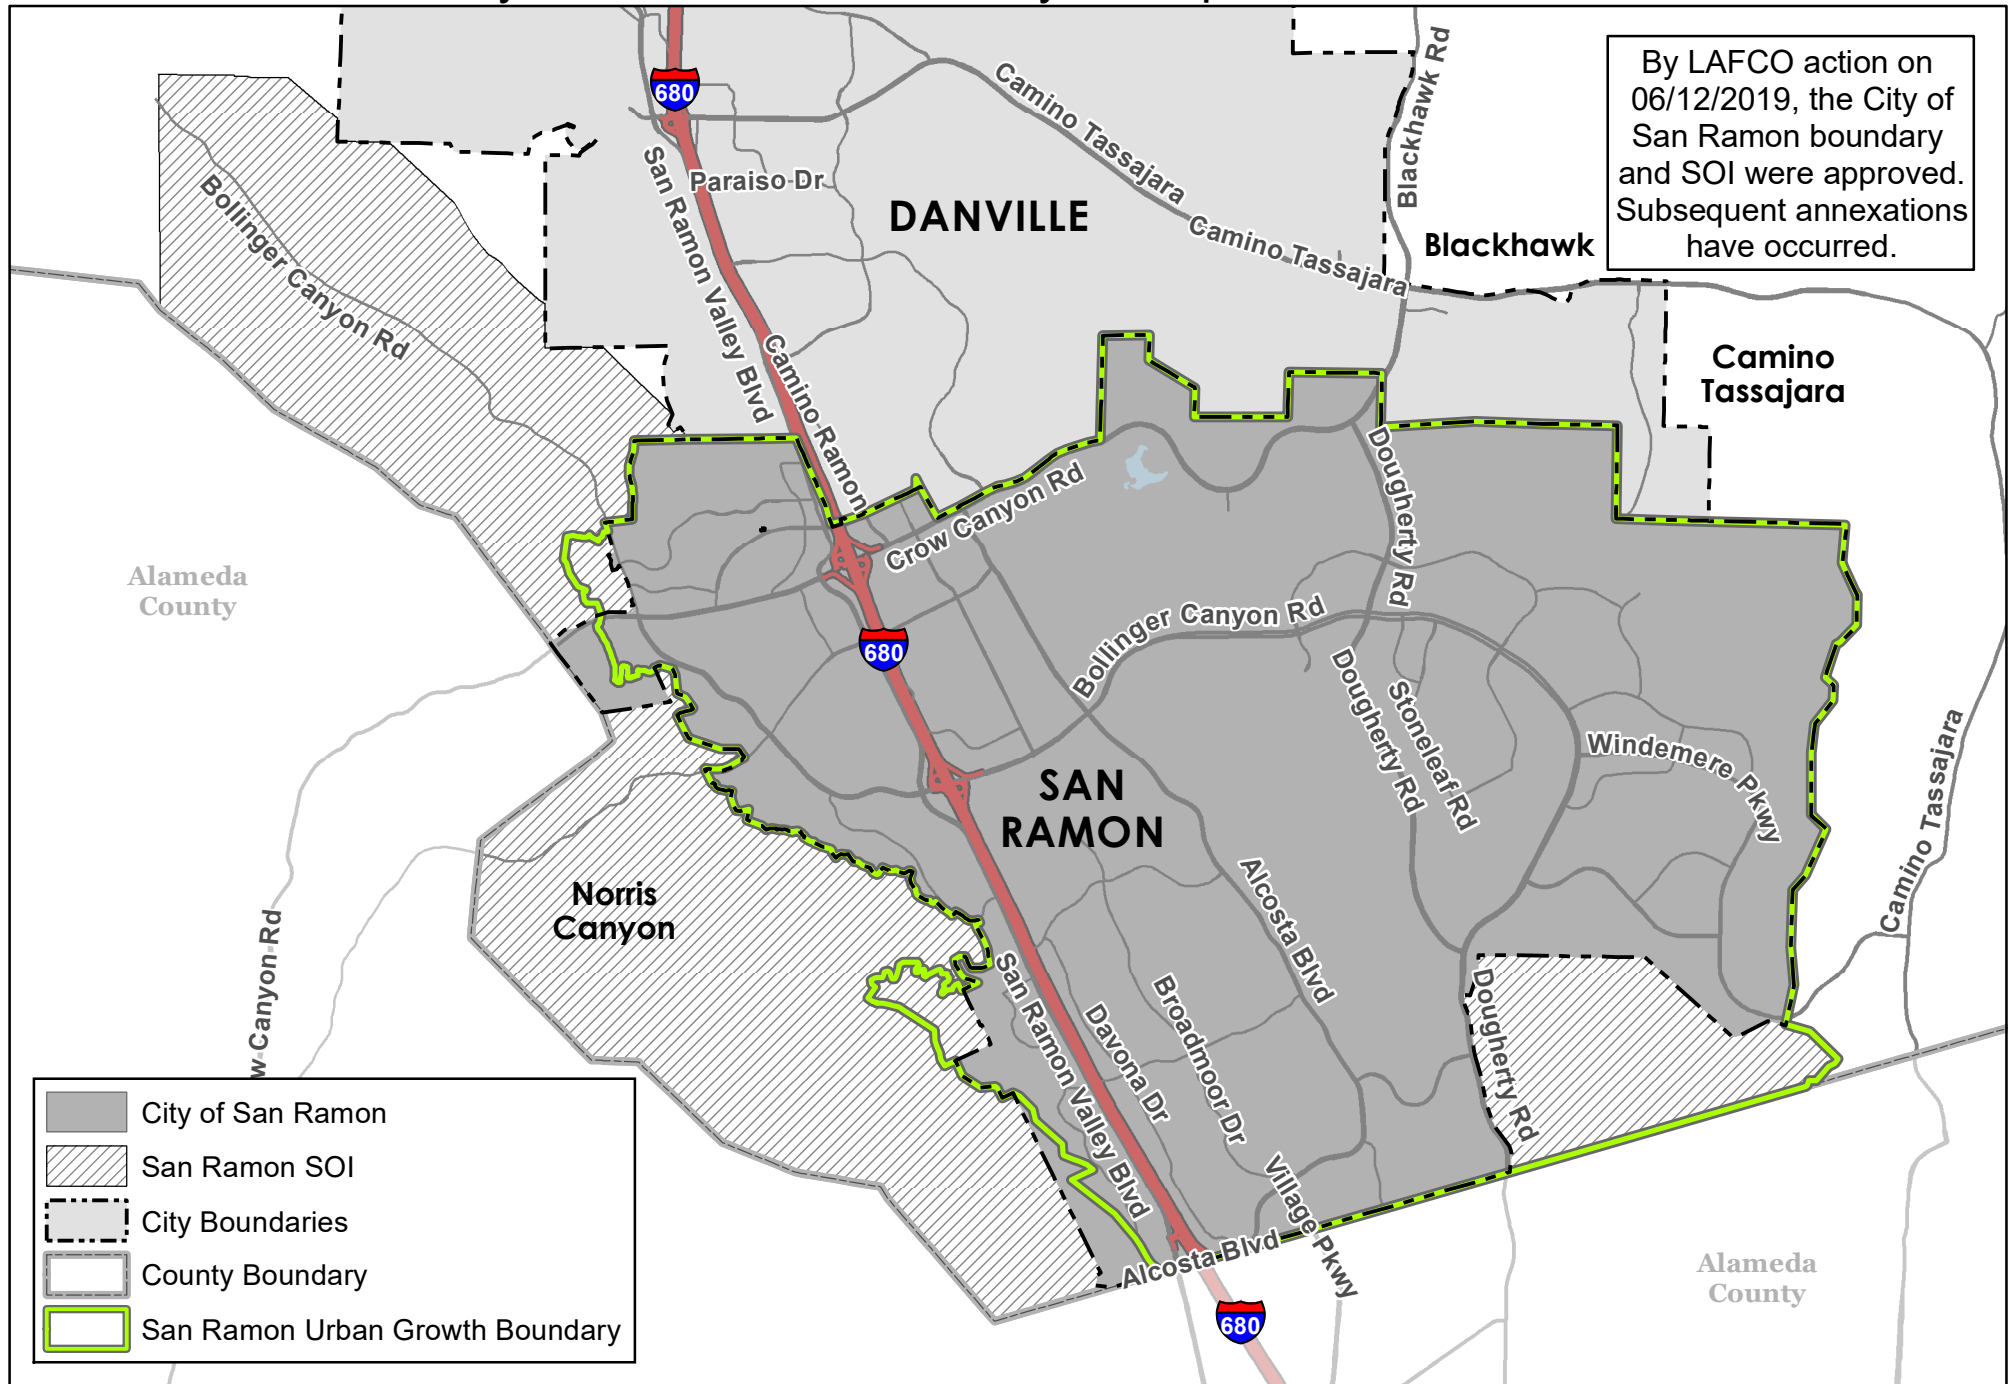 By LAFCO action on
06/12/2019, the City of
San Ramon boundary
and SOI were approved.
Subsequent annexations
have occurred.
680
Blackhawk Rd
Camino Tassajara
San Ramon Valley Blvd
Paraiso Dr
DANVILLE
Camino Tassajara
Blackhawk
Bollinger Canyon Rd
Camino Ramon
Camino
Tassajara
Crow Canyon Rd
Dougherty Rd
Alameda
County
680
Bollinger Canyon Rd
Dougherty Rd
Stoneleaf Rd
Windemere Pkwy
Camino Tassajara
SAN
RAMON
Norris
Canyon
Alcosta Blvd
w Canyon Rd
San Ramon Valley Blvd
Davona Dr
Broadmoor Dr
Dougherty Rd
Village Pkwy
Alcosta Blvd
Alameda
County
680
City of San Ramon
San Ramon SOI
City Boundaries
County Boundary
San Ramon Urban Growth Boundary